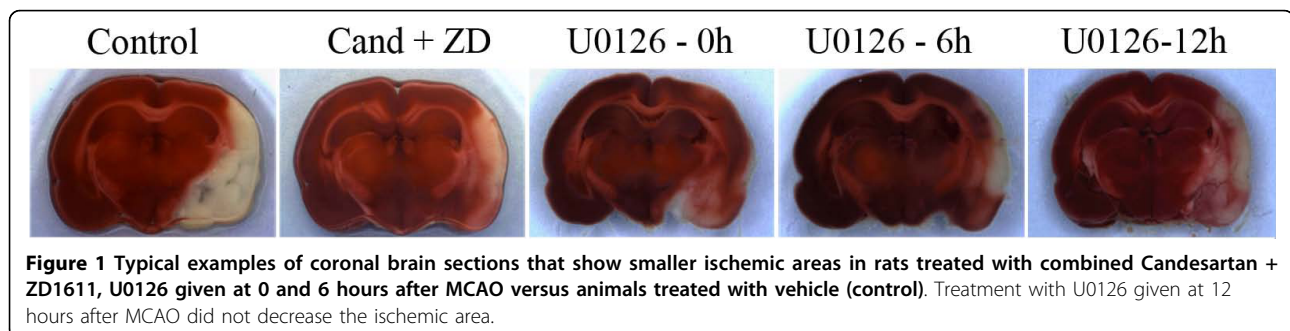 Control Cand + ZD U0126 - 0h U0126 - 6h U0126-12h
Figure 1 Typical examples of coronal brain sections that show smaller ischemic areas in rats treated with combined Candesartan +
ZD1611, U0126 given at 0 and 6 hours after MCAO versus animals treated with vehicle (control). Treatment with U0126 given at 12
hours after MCAO did not decrease the ischemic area.